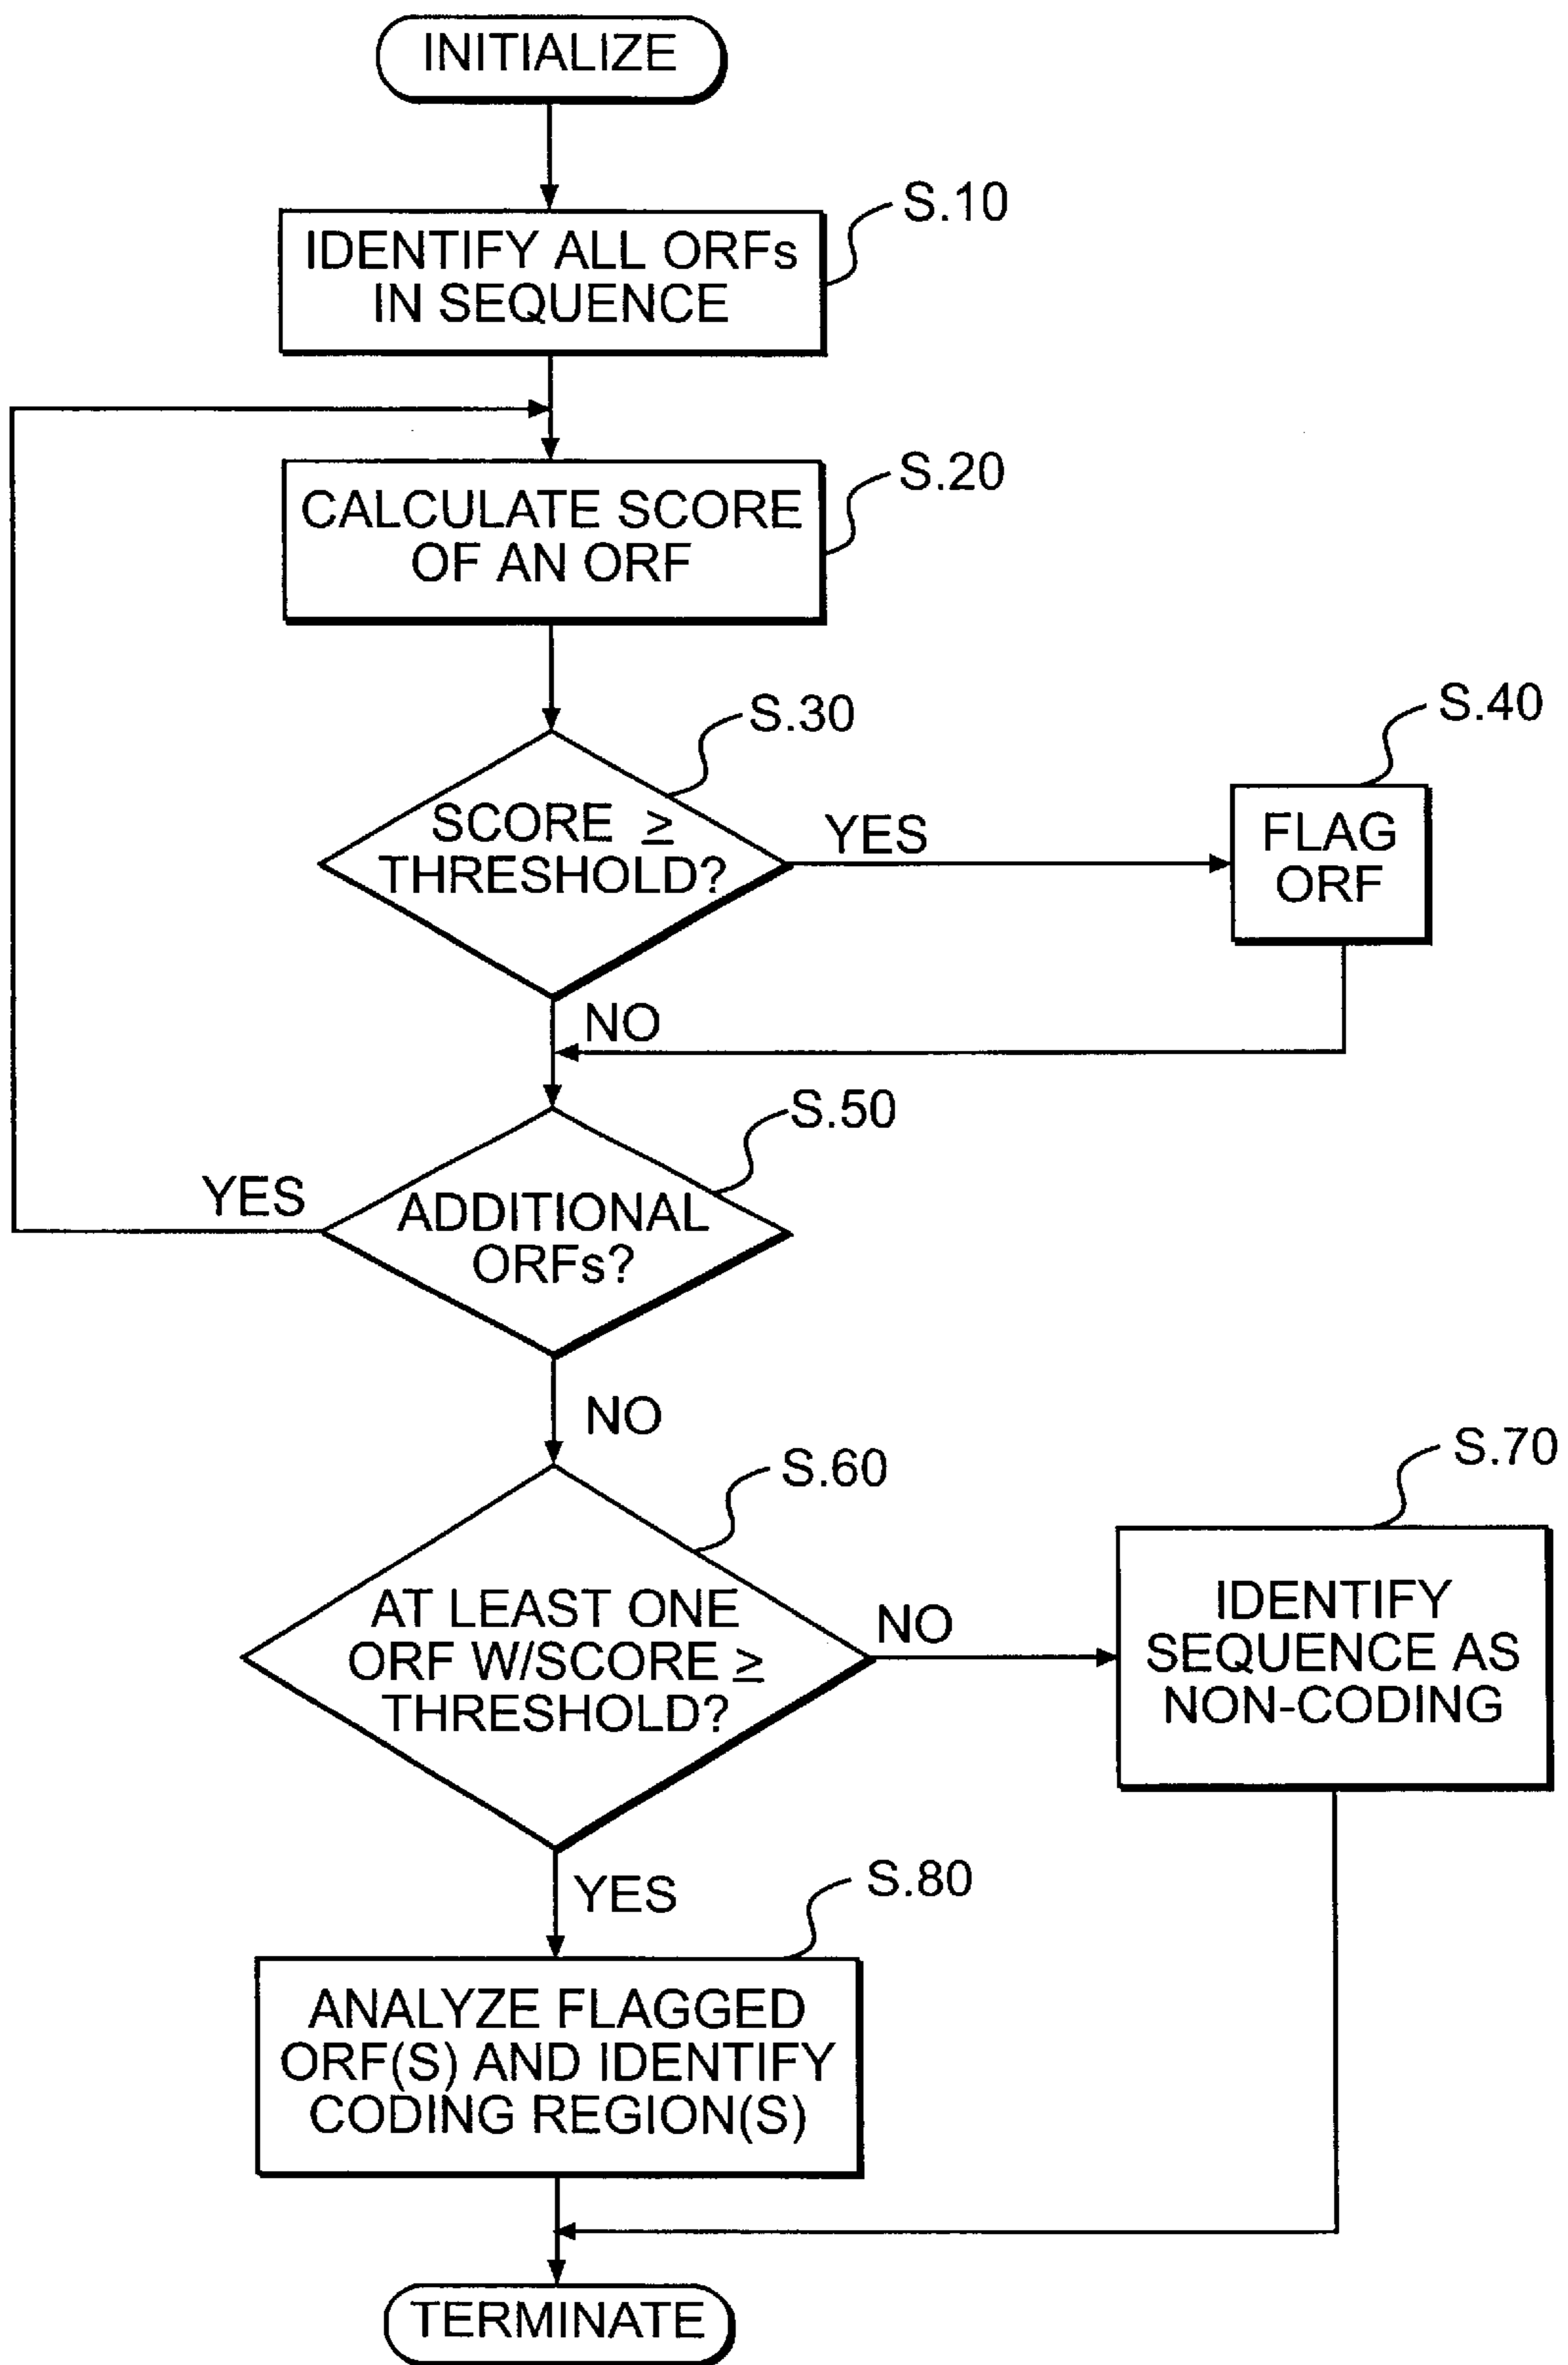 INITIALIZE
S.10
IDENTIFY ALL ORFs
IN SEQUENCE
S.20
CALCULATE SCORE
OF AN ORF
S.30
SCORE ≥
THRESHOLD?
YES
S.40
FLAG
ORF
NO
S.50
YES
ADDITIONAL
ORFs?
NO
S.60
AT LEAST ONE
ORF W/SCORE ≥
THRESHOLD?
NO
S.70
IDENTIFY
SEQUENCE AS
NON-CODING
YES
S.80
ANALYZE FLAGGED
ORF(S) AND IDENTIFY
CODING REGION(S)
TERMINATE